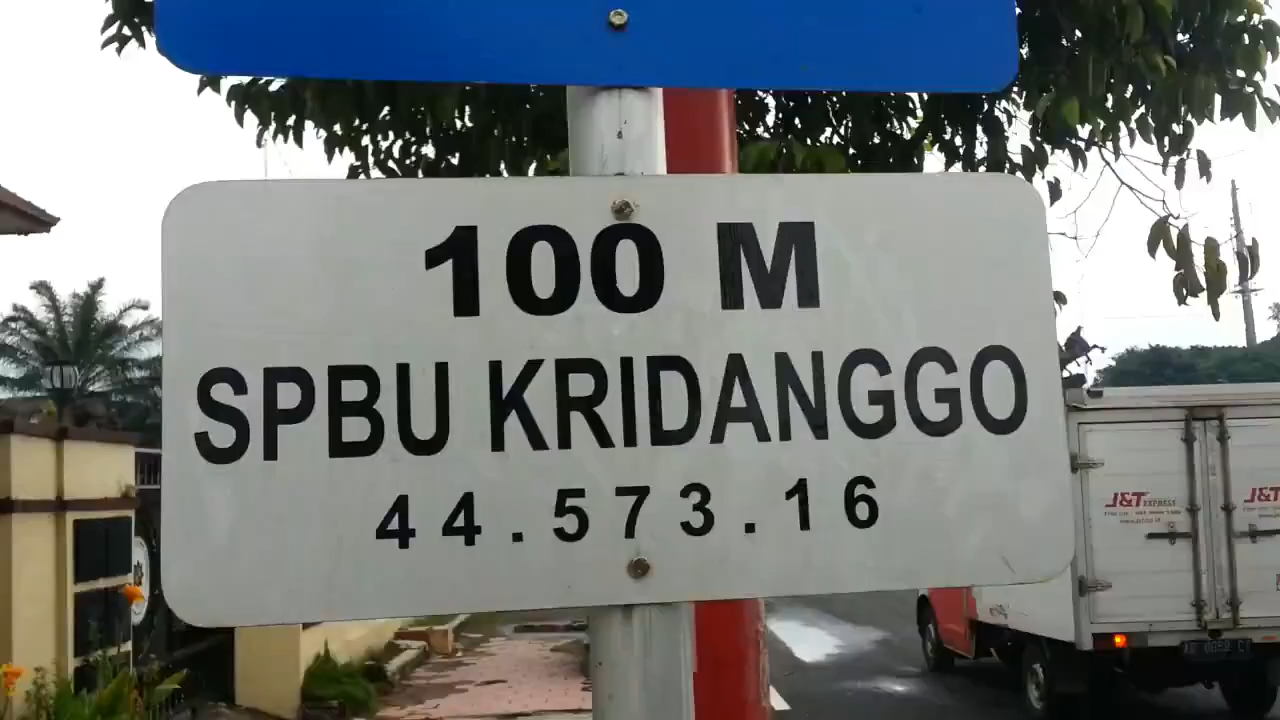 100 M
SPBU KRIDANGGO
44.573.16
J&T EXPRESS
J&T